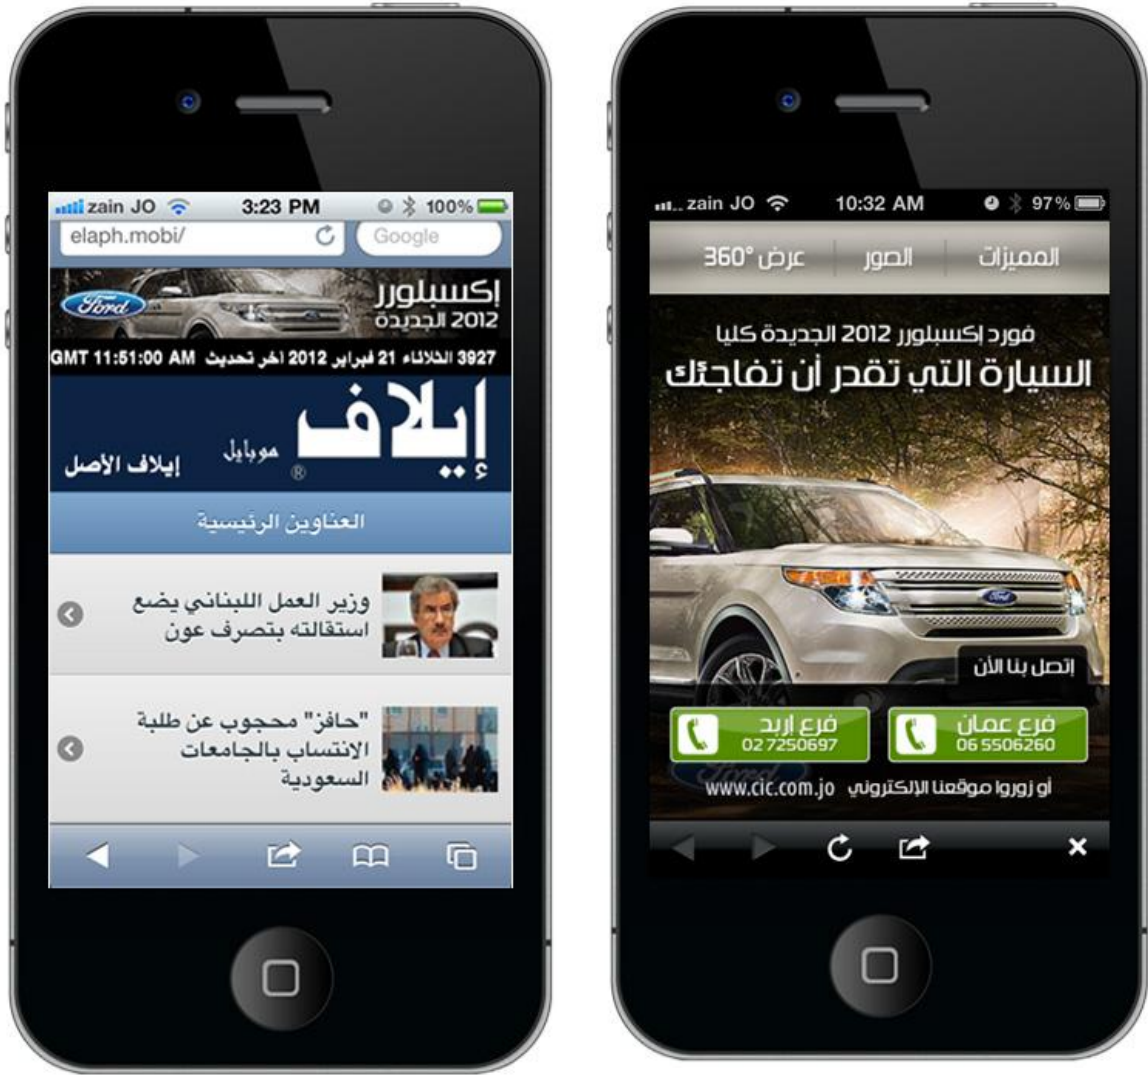 zain JO 3:23 PM 100%
elaph.mobi/ Google
Ford
إكسبلورر
2012 الجديدة
3927 الثلاثاء 21 فبراير 2012 اخر تحديث GMT 11:51:00 AM
إيلاف
®
موبايل
إيلاف الأصل
العناوين الرئيسية
وزير العمل اللبناني يضع
استقالته بتصرف عون
"حافز" محجوب عن طلبة
الانتساب بالجامعات
السعودية
zain JO 10:32 AM 97%
المميزات الصور عرض 360°
فورد إكسبلورر 2012 الجديدة كليا
السيارة التي تقدر أن تفاجئك
Ford
إتصل بنا الأن
فرع عمان
06 5506260
فرع إربد
02 7250697
Ford
أو زوروا موقعنا الإلكتروني www.cic.com.jo